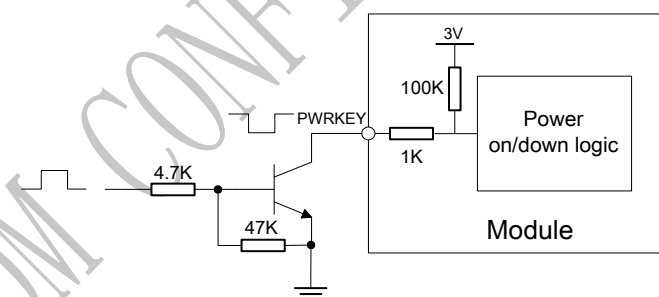 3V
100K
PWRKEY
Power
on/down logic
1K
4.7K
47K
Module